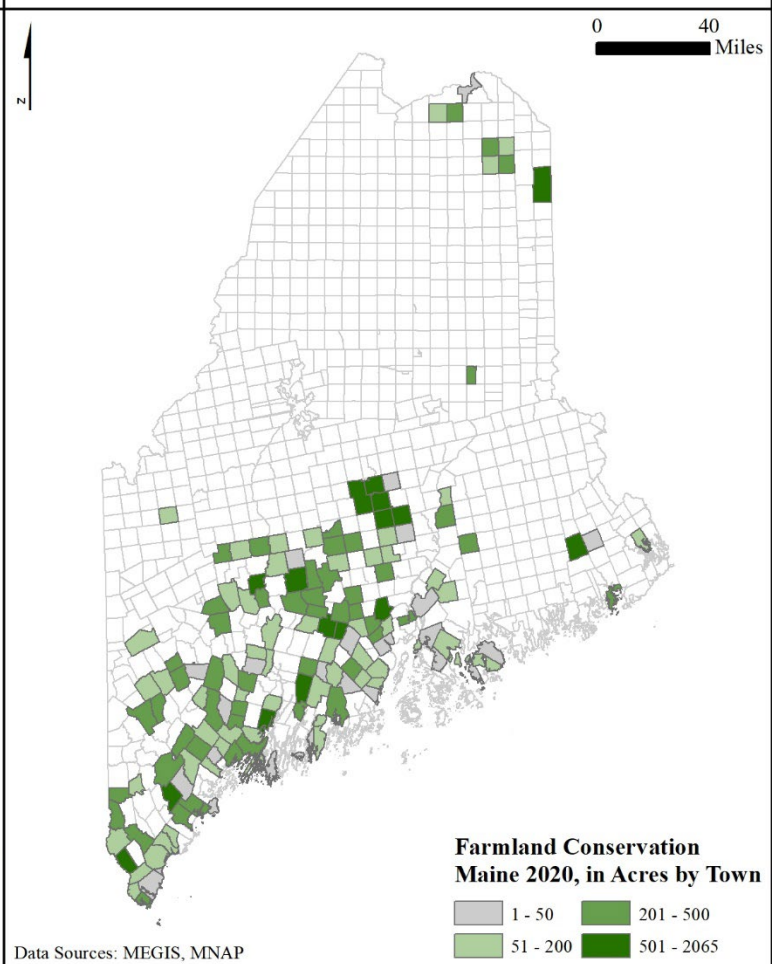 0 40
Miles
N
Farmland Conservation
Maine 2020, in Acres by Town
1 - 50 201 - 500
51 - 200 501 - 2065
Data Sources: MEGIS, MNAP